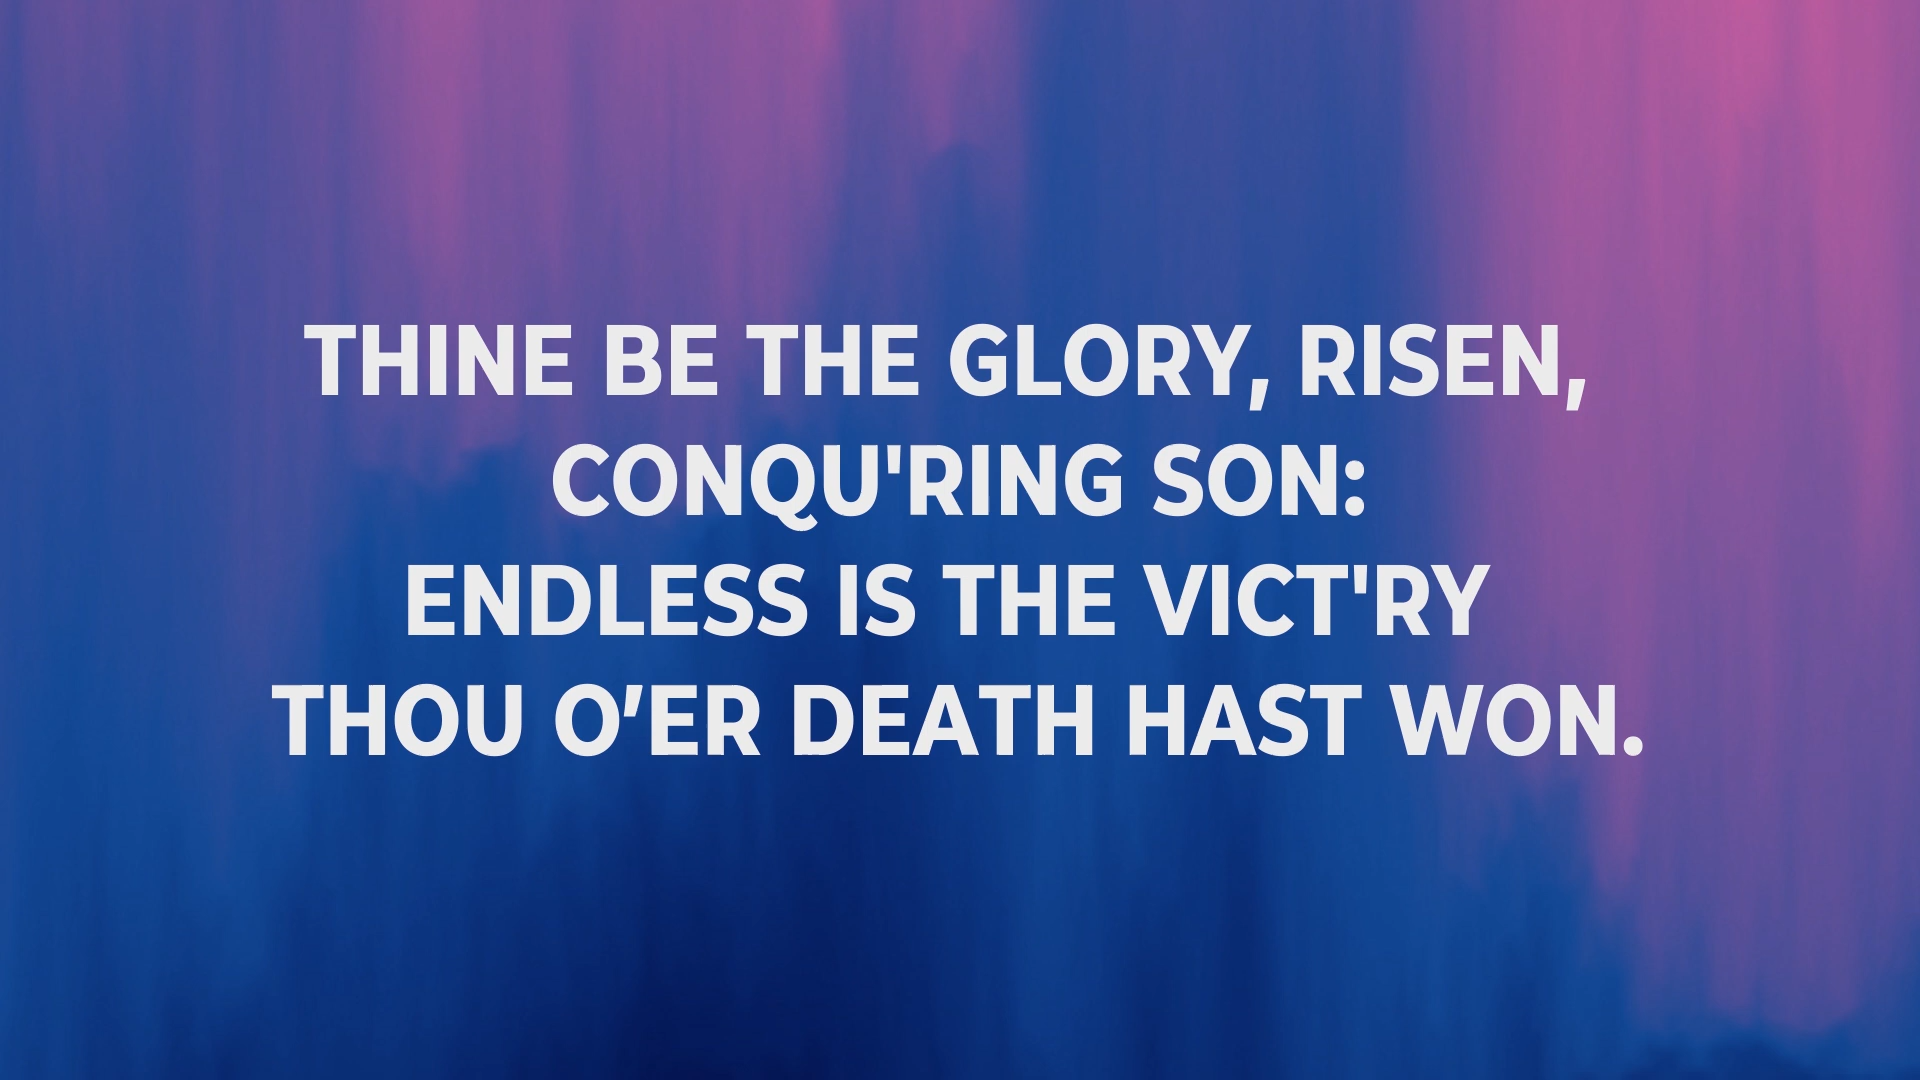 THINE BE THE GLORY, RISEN,
CONQU'RING SON:
ENDLESS IS THE VICT'RY
THOU O’ER DEATH HAST WON.